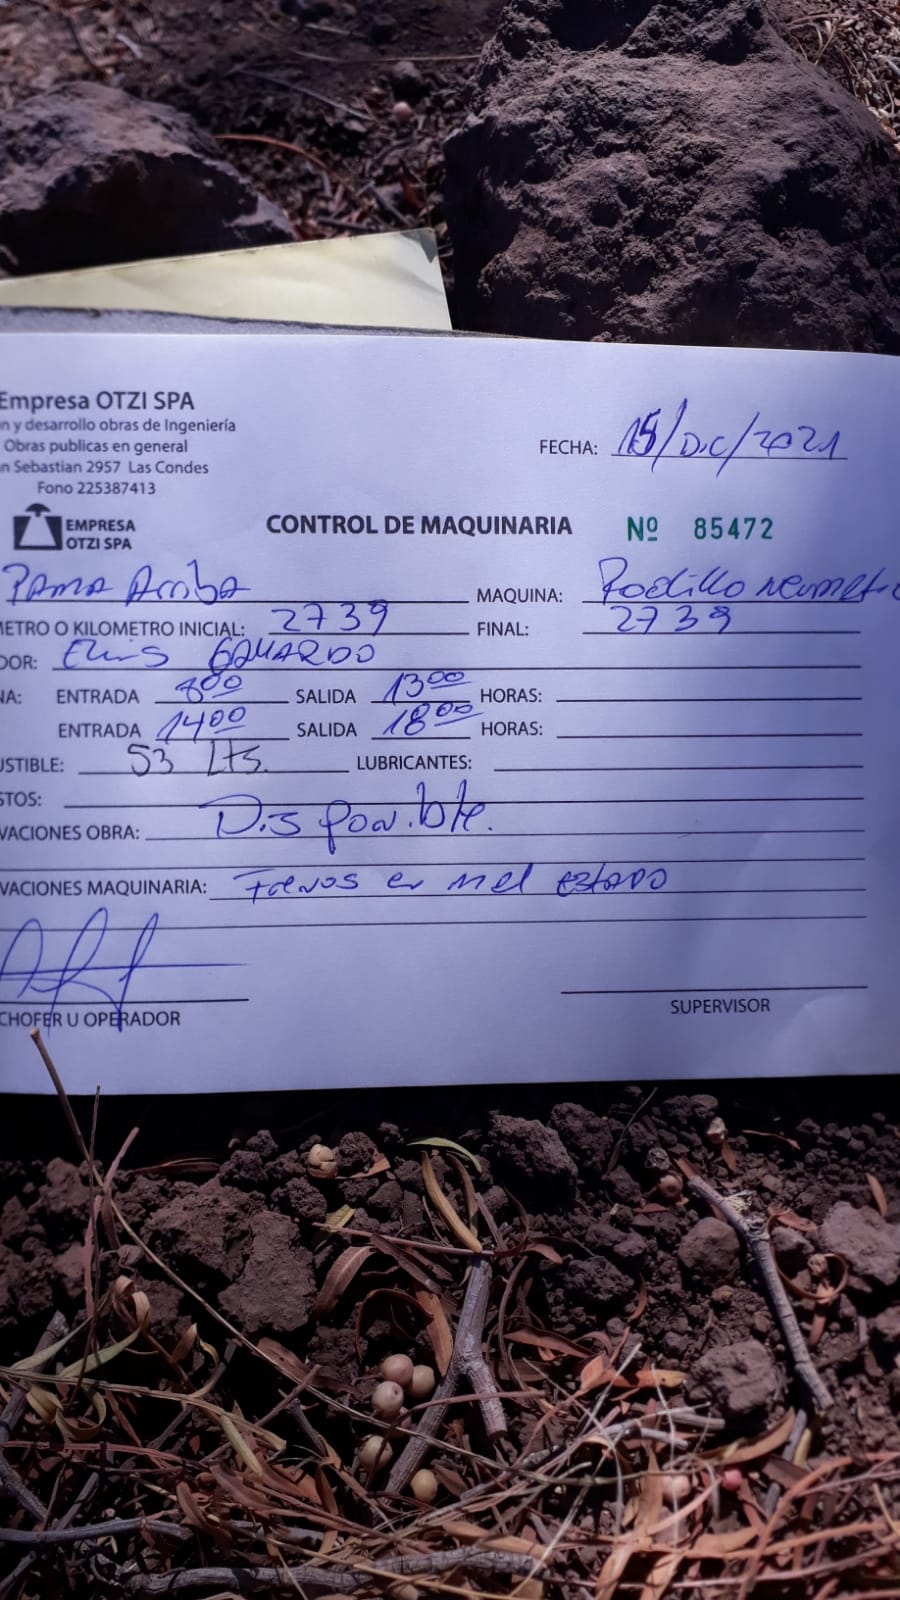 Empresa OTZI SPA
n y desarrollo obras de Ingeniería
Obras publicas en general
n Sebastian 2957 Las Condes
Fono 225387413
FECHA: 15/Dic/2021
EMPRESA
OTZI SPA
CONTROL DE MAQUINARIA Nº 85472
Pama Arriba MAQUINA: Rodillo
METRO O KILOMETRO INICIAL: 2739 FINAL: 2739
DOR: Elvis EDUARDO
NA: ENTRADA 800 SALIDA 1300 HORAS:
ENTRADA 1400 SALIDA 1800 HORAS:
USTIBLE: 53 Lts. LUBRICANTES:
STOS:
VACIONES OBRA: Disponible.
VACIONES MAQUINARIA: Frenos en mal estado
CHOFER U OPERADOR
SUPERVISOR